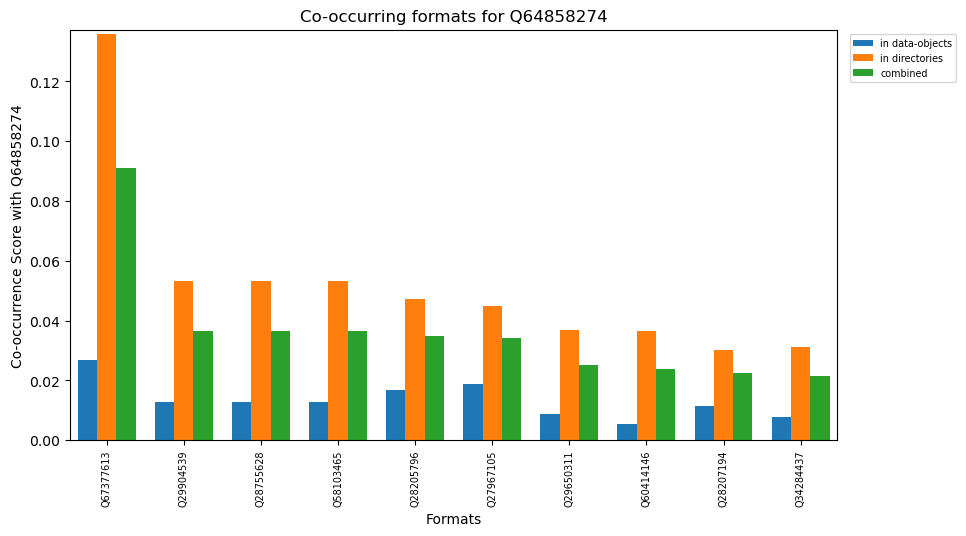 Co-occurring formats for Q64858274
in data-objects
in directories
combined
Co-occurrence Score with Q64858274
0.12
0.10
0.08
0.06
0.04
0.02
0.00
Q67377613
Q29904539
Q28755628
Q58103465
Q28205796
Q27967105
Q29650311
Q60414146
Q28207194
Q34284437
Formats